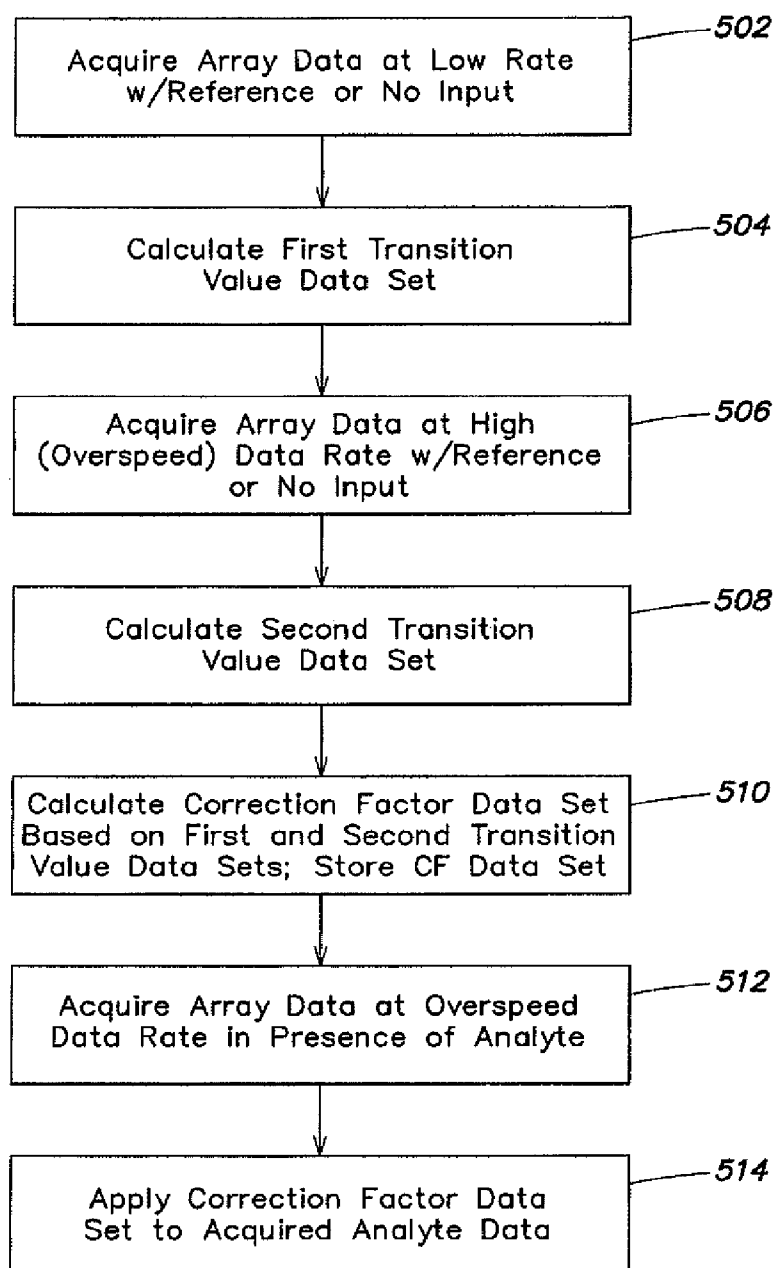 502
Acquire Array Data at Low Rate
w/Reference or No Input
504
Calculate First Transition
Value Data Set
506
Acquire Array Data at High
(Overspeed) Data Rate w/Reference
or No Input
508
Calculate Second Transition
Value Data Set
510
Calculate Correction Factor Data Set
Based on First and Second Transition
Value Data Sets; Store CF Data Set
512
Acquire Array Data at Overspeed
Data Rate in Presence of Analyte
514
Apply Correction Factor Data
Set to Acquired Analyte Data